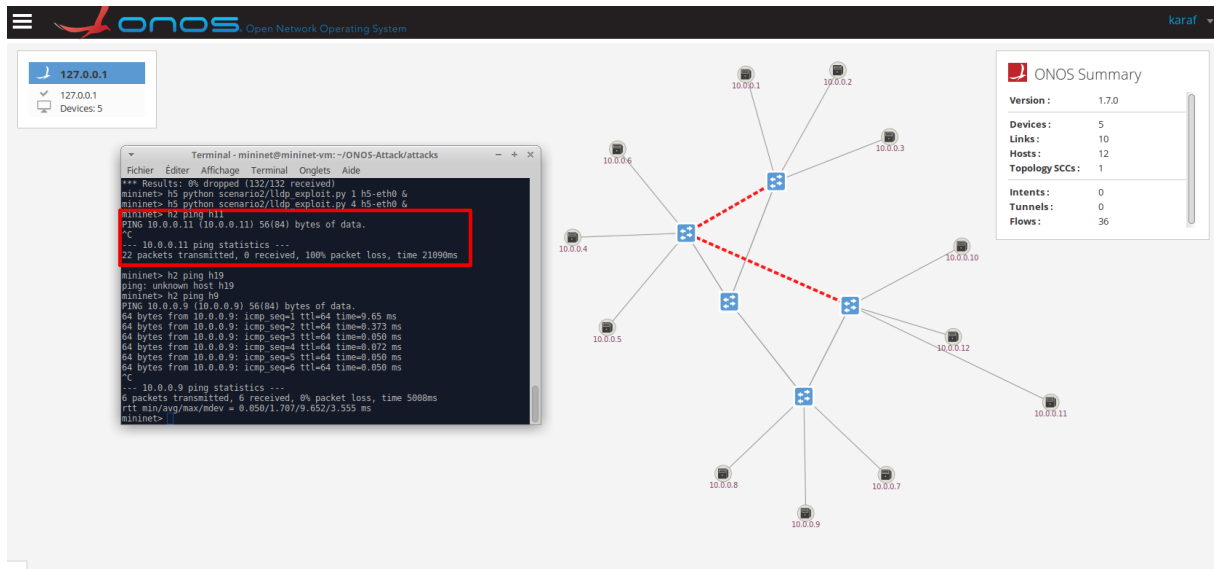 onos. Open Network Operating System
karaf
127.0.0.1
127.0.0.1
Devices: 5
Terminal - mininet@mininet-vm: ~/ONOS-Attack/attacks
Fichier Éditer Affichage Terminal Onglets Aide
*** Results: 0% dropped (132/132 received)
mininet> h5 python scenario2/lldp_exploit.py 1 h5-eth0 &
mininet> h5 python scenario2/lldp_exploit.py 4 h5-eth0 &
mininet> h2 ping h11
PING 10.0.0.11 (10.0.0.11) 56(84) bytes of data.
^C
--- 10.0.0.11 ping statistics ---
22 packets transmitted, 0 received, 100% packet loss, time 21090ms
mininet> h2 ping h19
ping: unknown host h19
mininet> h2 ping h9
PING 10.0.0.9 (10.0.0.9) 56(84) bytes of data.
64 bytes from 10.0.0.9: icmp_seq=1 ttl=64 time=9.65 ms
64 bytes from 10.0.0.9: icmp_seq=2 ttl=64 time=0.373 ms
64 bytes from 10.0.0.9: icmp_seq=3 ttl=64 time=0.050 ms
64 bytes from 10.0.0.9: icmp_seq=4 ttl=64 time=0.072 ms
64 bytes from 10.0.0.9: icmp_seq=5 ttl=64 time=0.050 ms
64 bytes from 10.0.0.9: icmp_seq=6 ttl=64 time=0.050 ms
^C
--- 10.0.0.9 ping statistics ---
6 packets transmitted, 6 received, 0% packet loss, time 5008ms
rtt min/avg/max/mdev = 0.050/1.707/9.652/3.555 ms
mininet>
10.0.0.1
10.0.0.2
10.0.0.3
10.0.0.6
10.0.0.4
10.0.0.5
10.0.0.10
10.0.0.12
10.0.0.11
10.0.0.8
10.0.0.7
10.0.0.9
ONOS Summary
Version : 1.7.0
Devices : 5
Links : 10
Hosts : 12
Topology SCCs : 1
Intents : 0
Tunnels : 0
Flows : 36